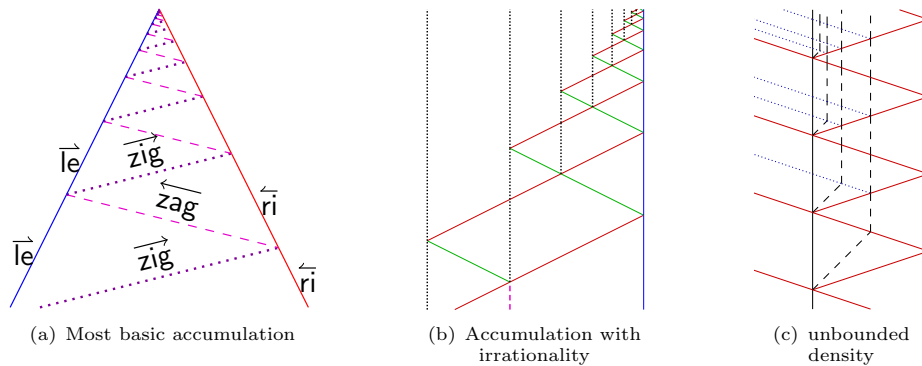 le
zig
zag
ri
le
zig
ri
(a) Most basic accumulation
(b) Accumulation with
irrationality
(c) unbounded
density